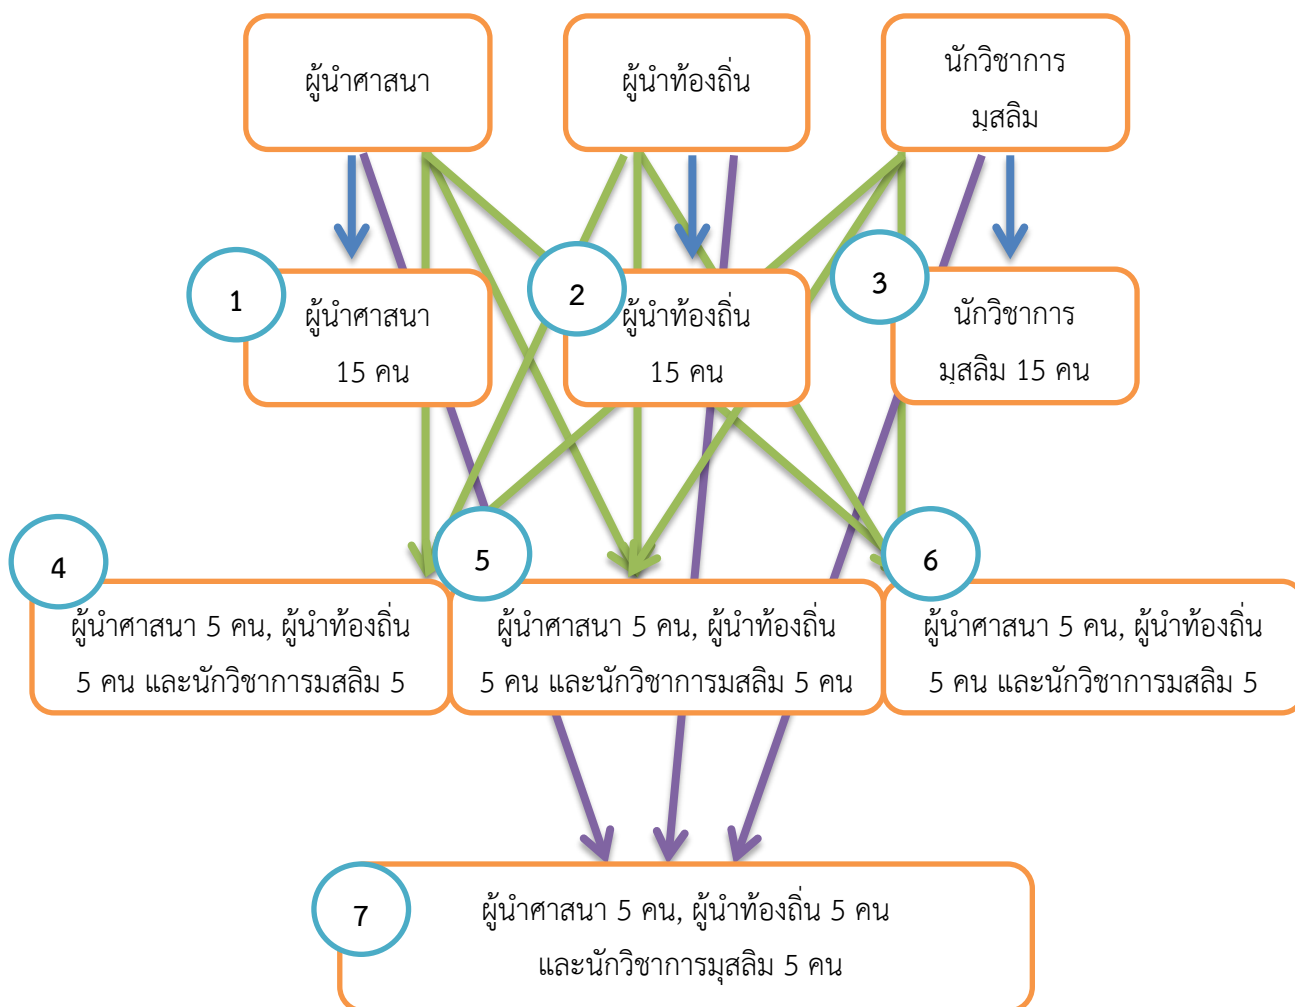 ผู้นำศาสนา
ผู้นำท้องถิ่น
นักวิชาการ
มุสลิม
1
ผู้นำศาสนา
15 คน
2
ผู้นำท้องถิ่น
15 คน
3
นักวิชาการ
มุสลิม 15 คน
4
ผู้นำศาสนา 5 คน, ผู้นำท้องถิ่น
5 คน และนักวิชาการมสลิม 5
5
ผู้นำศาสนา 5 คน, ผู้นำท้องถิ่น
5 คน และนักวิชาการมสลิม 5 คน
6
ผู้นำศาสนา 5 คน, ผู้นำท้องถิ่น
5 คน และนักวิชาการมสลิม 5
7
ผู้นำศาสนา 5 คน, ผู้นำท้องถิ่น 5 คน
และนักวิชาการมุสลิม 5 คน